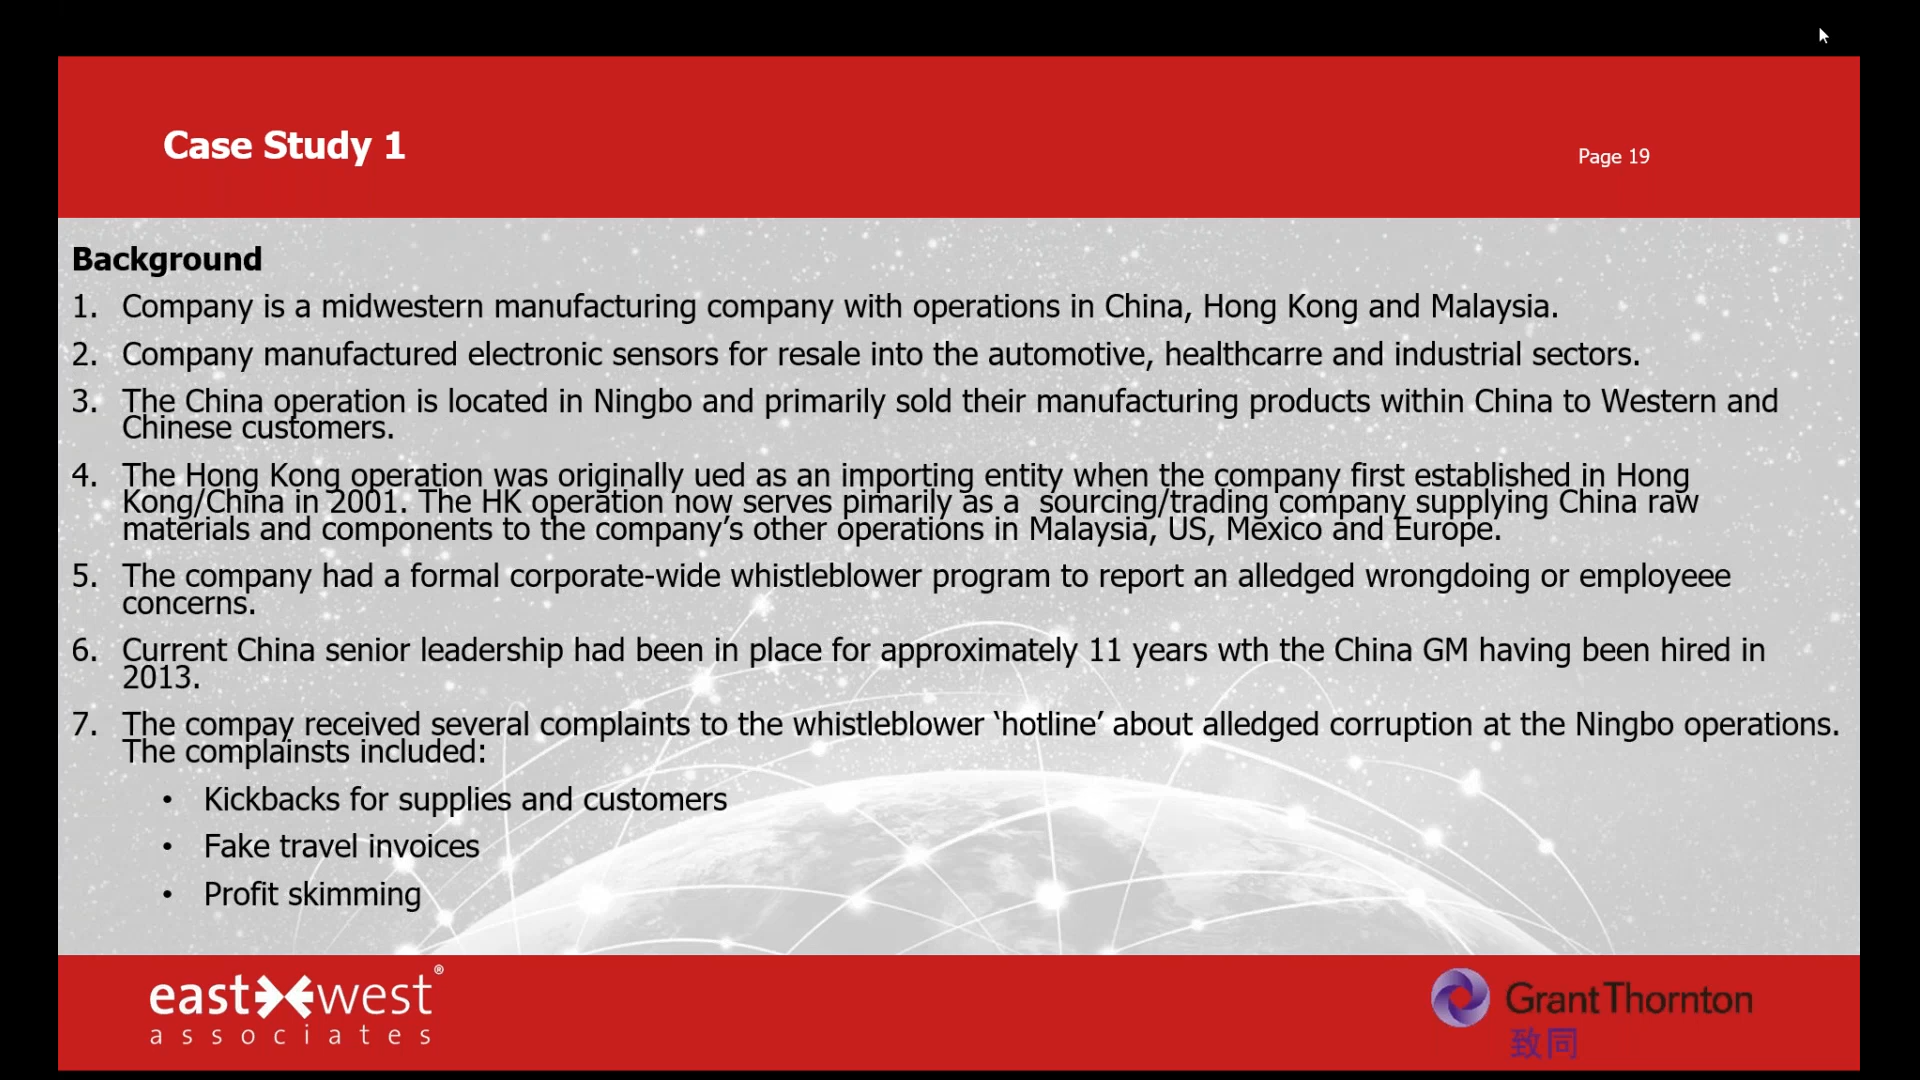 Case Study 1
Page 19
Background
1. Company is a midwestern manufacturing company with operations in China, Hong Kong and Malaysia.
2. Company manufactured electronic sensors for resale into the automotive, healthcarre and industrial sectors.
3. The China operation is located in Ningbo and primarily sold their manufacturing products within China to Western and
Chinese customers.
4. The Hong Kong operation was originally ued as an importing entity when the company first established in Hong
Kong/China in 2001. The HK operation now serves pimarily as a  sourcing/trading company supplying China raw
materials and components to the company’s other operations in Malaysia, US, Mexico and Europe.
5. The company had a formal corporate-wide whistleblower program to report an alledged wrongdoing or employeee
concerns.
6. Current China senior leadership had been in place for approximately 11 years wth the China GM having been hired in
2013.
7. The compay received several complaints to the whistleblower ‘hotline’ about alledged corruption at the Ningbo operations.
The complainsts included:
• Kickbacks for supplies and customers
• Fake travel invoices
• Profit skimming
east west®
associates
Grant Thornton
致同